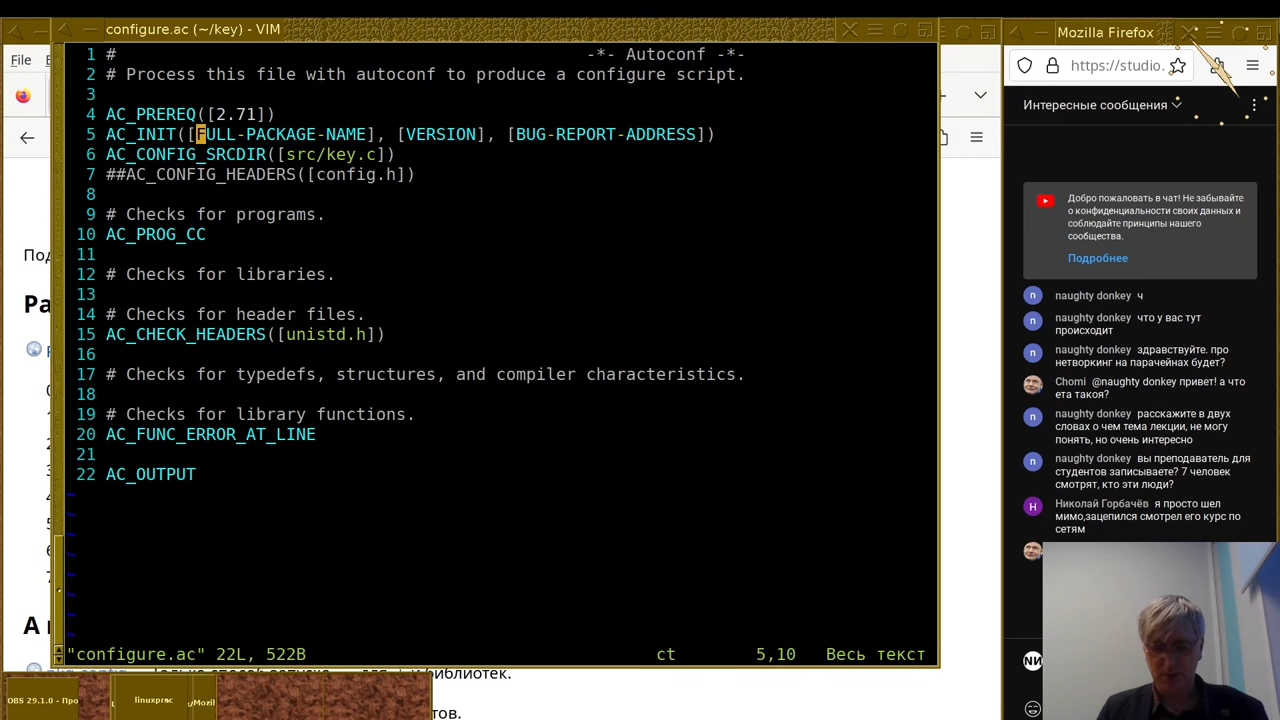 configure.ac (~/key) - VIM
1 # -*- Autoconf -*-
2 # Process this file with autoconf to produce a configure script.
3
4 AC_PREREQ([2.71])
5 AC_INIT([FULL-PACKAGE-NAME], [VERSION], [BUG-REPORT-ADDRESS])
6 AC_CONFIG_SRCDIR([src/key.c])
7 ##AC_CONFIG_HEADERS([config.h])
8
9 # Checks for programs.
10 AC_PROG_CC
11
12 # Checks for libraries.
13
14 # Checks for header files.
15 AC_CHECK_HEADERS([unistd.h])
16
17 # Checks for typedefs, structures, and compiler characteristics.
18
19 # Checks for library functions.
20 AC_FUNC_ERROR_AT_LINE
21
22 AC_OUTPUT
~
~
~
~
~
~
~
~
"configure.ac" 22L, 522B ct 5,10 Весь текст
File
Под
Ра
А
библиотек.
тов.
DBS 29.1.0 - Про
linuxprac
Mozil
Mozilla Firefox
https://studio.
Интересные сообщения
Добро пожаловать в чат! Не забывайте
о конфиденциальности своих данных и
соблюдайте принципы нашего
сообщества.
Подробнее
n naughty donkey ч
n naughty donkey что у вас тут
происходит
n naughty donkey здравствуйте. про
нетворкинг на парачейнах будет?
Chomi @naughty donkey привет! а что
ета такоя?
n naughty donkey расскажите в двух
словах о чем тема лекции, не могу
понять, но очень интересно
n naughty donkey вы преподаватель для
студентов записываете? 7 человек
смотрят, кто эти люди?
Н Николай Горбачёв я просто шел
мимо,зацепился смотрел его курс по
сетям